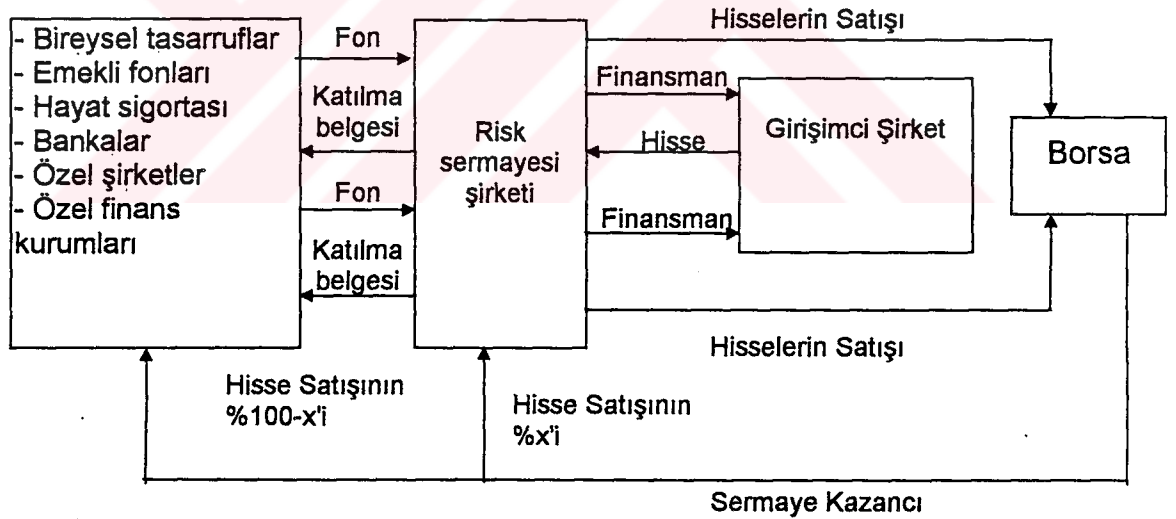 Hisselerin Satışı
- Bireysel tasarruflar
- Emekli fonları
- Hayat sigortası
- Bankalar
- Özel şirketler
- Özel finans
kurumları
Fon
Katılma
belgesi
Fon
Katılma
belgesi
Risk
sermayesi
şirketi
Finansman
Hisse
Finansman
Girişimci Şirket
Borsa
Hisselerin Satışı
Hisse Satışının
%100-x'i
Hisse Satışının
%x'i
Sermaye Kazancı